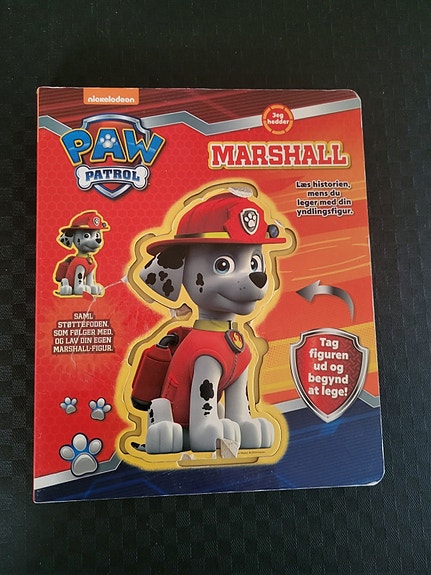 nickelodeon
PAW
PATROL
Jeg
hedder
MARSHALL
Læs historien,
mens du
leger med din
yndlingsfigur.
SAML
STØTTEFODEN,
SOM FØLGER MED,
OG LAV DIN EGEN
MARSHALL-FIGUR.
Tag
figuren
ud og
begynd
at lege!